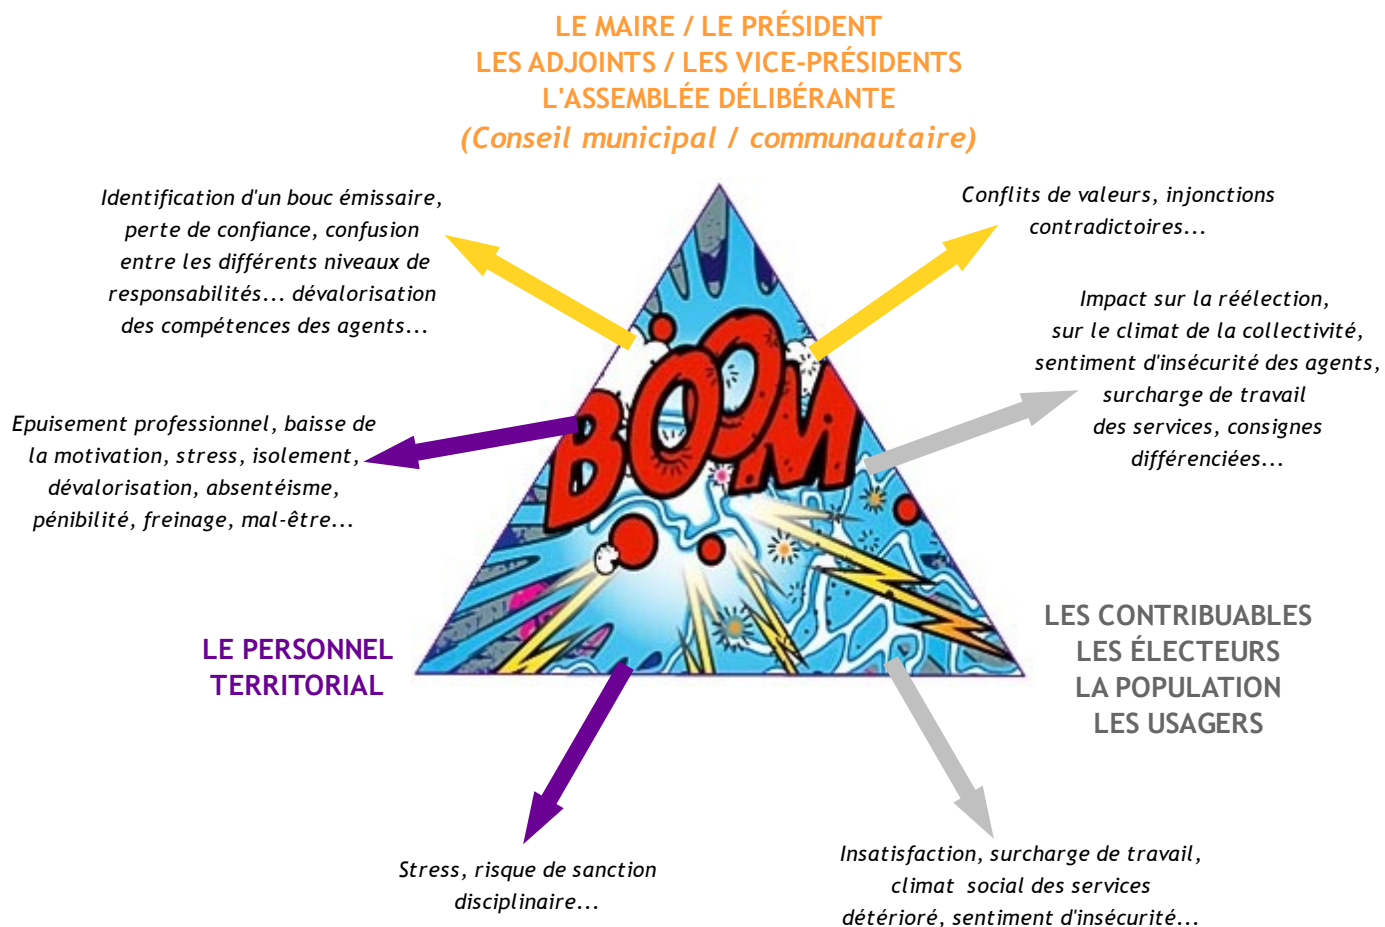 LE MAIRE / LE PRÉSIDENT
LES ADJOINTS / LES VICE-PRÉSIDENTS
L'ASSEMBLÉE DÉLIBÉRANTE
(Conseil municipal / communautaire)
Identification d'un bouc émissaire,
perte de confiance, confusion
entre les différents niveaux de
responsabilités... dévalorisation
des compétences des agents...
Conflits de valeurs, injonctions
contradictoires...
Impact sur la réélection,
sur le climat de la collectivité,
sentiment d'insécurité des agents,
surcharge de travail
des services, consignes
différenciées...
BOOM
Epuisement professionnel, baisse de
la motivation, stress, isolement,
dévalorisation, absentéisme,
pénibilité, freinage, mal-être...
LE PERSONNEL
TERRITORIAL
LES CONTRIBUABLES
LES ÉLECTEURS
LA POPULATION
LES USAGERS
Stress, risque de sanction
disciplinaire...
Insatisfaction, surcharge de travail,
climat social des services
détérioré, sentiment d'insécurité...